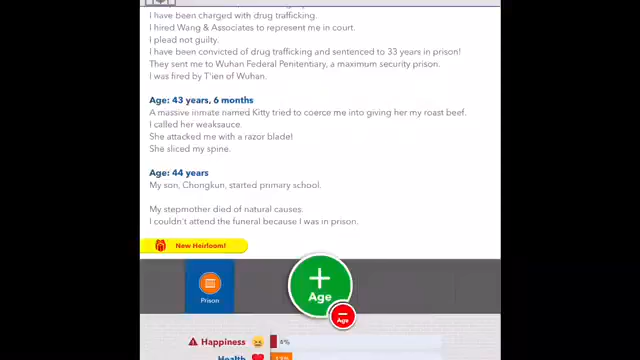 I have been charged with drug trafficking.
I hired Wang & Associates to represent me in court.
I plead not guilty.
I have been convicted of drug trafficking and sentenced to 33 years in prison!
They sent me to Wuhan Federal Penitentiary, a maximum security prison.
I was fired by T'ien of Wuhan.
Age: 43 years, 6 months
A massive inmate named Kitty tried to coerce me into giving her my roast beef.
I called her weaksauce.
She attacked me with a razor blade!
She sliced my spine.
Age: 44 years
My son, Chongkun, started primary school.
My stepmother died of natural causes.
I couldn't attend the funeral because I was in prison.
New Heirloom!
Prison
Age
Age
Happiness
Health